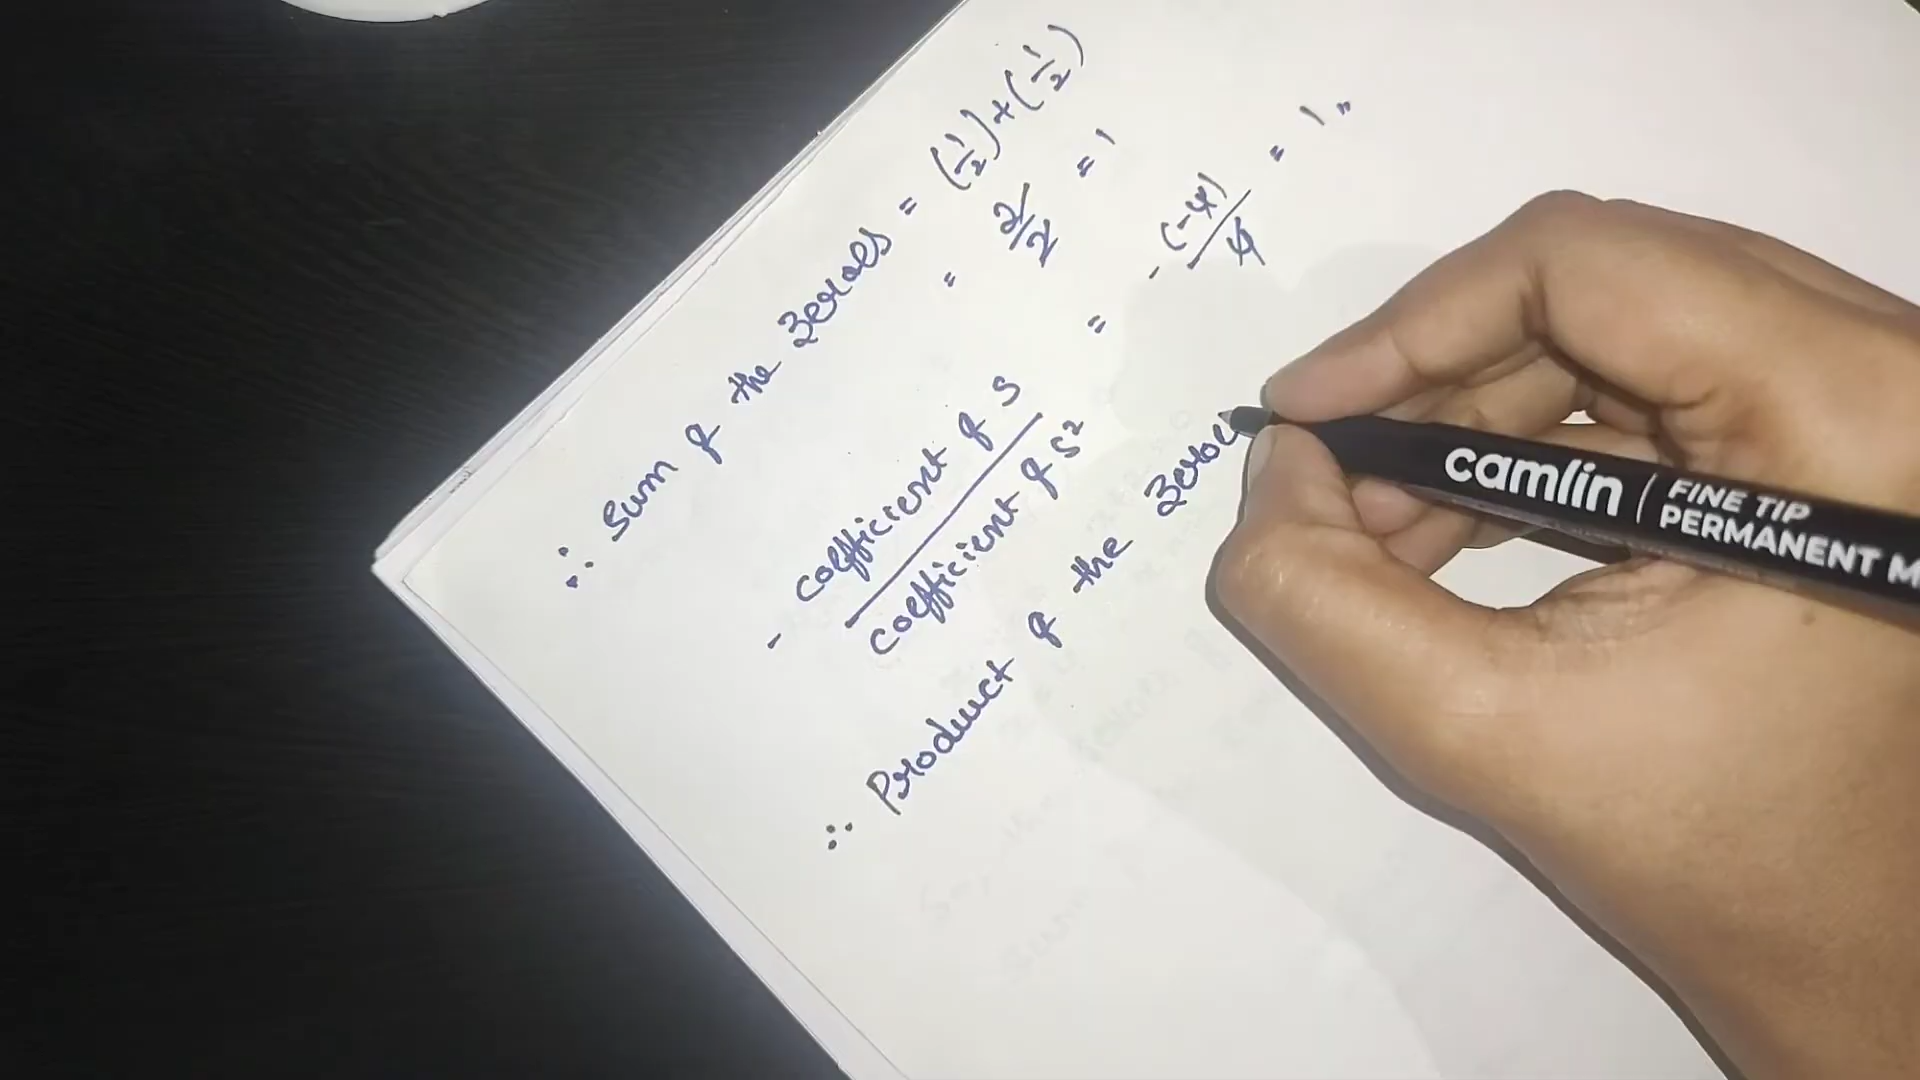 ∴ Sum of the Zeroes = (1/2) + (1/2)
= 2/2 = 1
- coefficient of S / coefficient of S² = -(-4)/4 = 1 〃
∴ Product of the Zeroe
camlin
FINE TIP
PERMANENT M